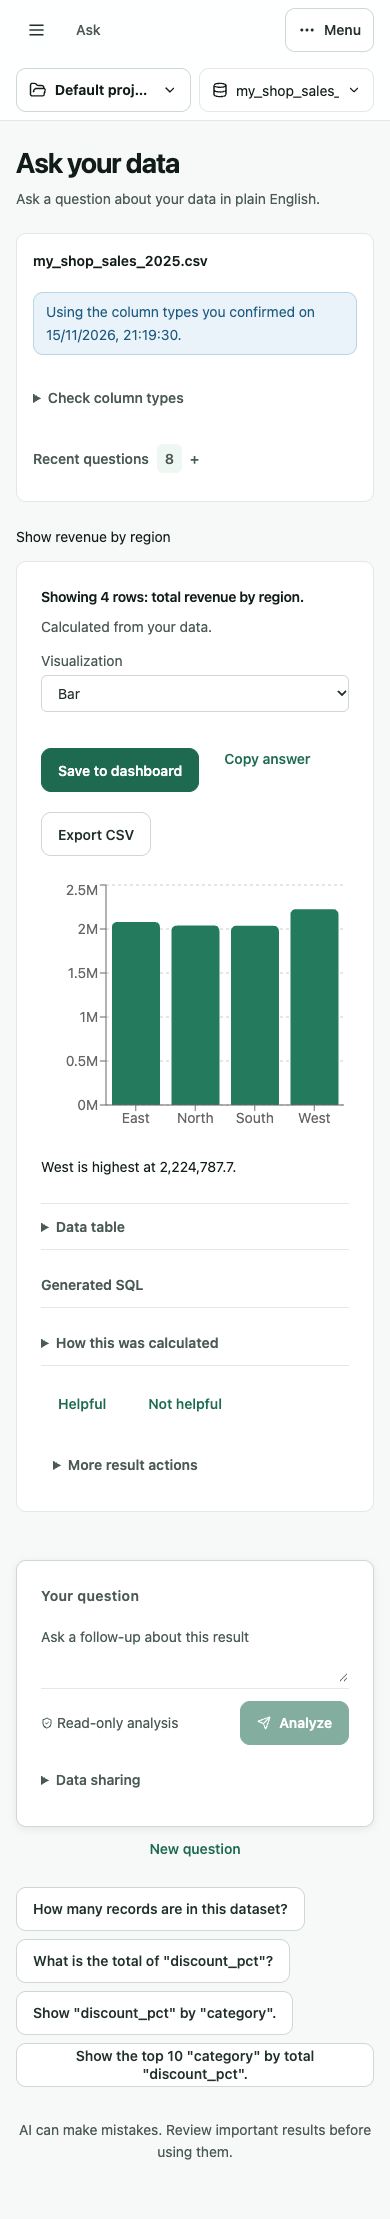 Ask
Menu
Default proj...
my_shop_sales_
Ask your data
Ask a question about your data in plain English.
my_shop_sales_2025.csv
Using the column types you confirmed on
15/11/2026, 21:19:30.
Check column types
Recent questions 8 +
Show revenue by region
Showing 4 rows: total revenue by region.
Calculated from your data.
Visualization
Bar
Save to dashboard
Copy answer
Export CSV
2.5M
2M
1.5M
1M
0.5M
0M
East North South West
West is highest at 2,224,787.7.
Data table
Generated SQL
How this was calculated
Helpful Not helpful
More result actions
Your question
Ask a follow-up about this result
Read-only analysis
Analyze
Data sharing
New question
How many records are in this dataset?
What is the total of "discount_pct"?
Show "discount_pct" by "category".
Show the top 10 "category" by total
"discount_pct".
AI can make mistakes. Review important results before
using them.